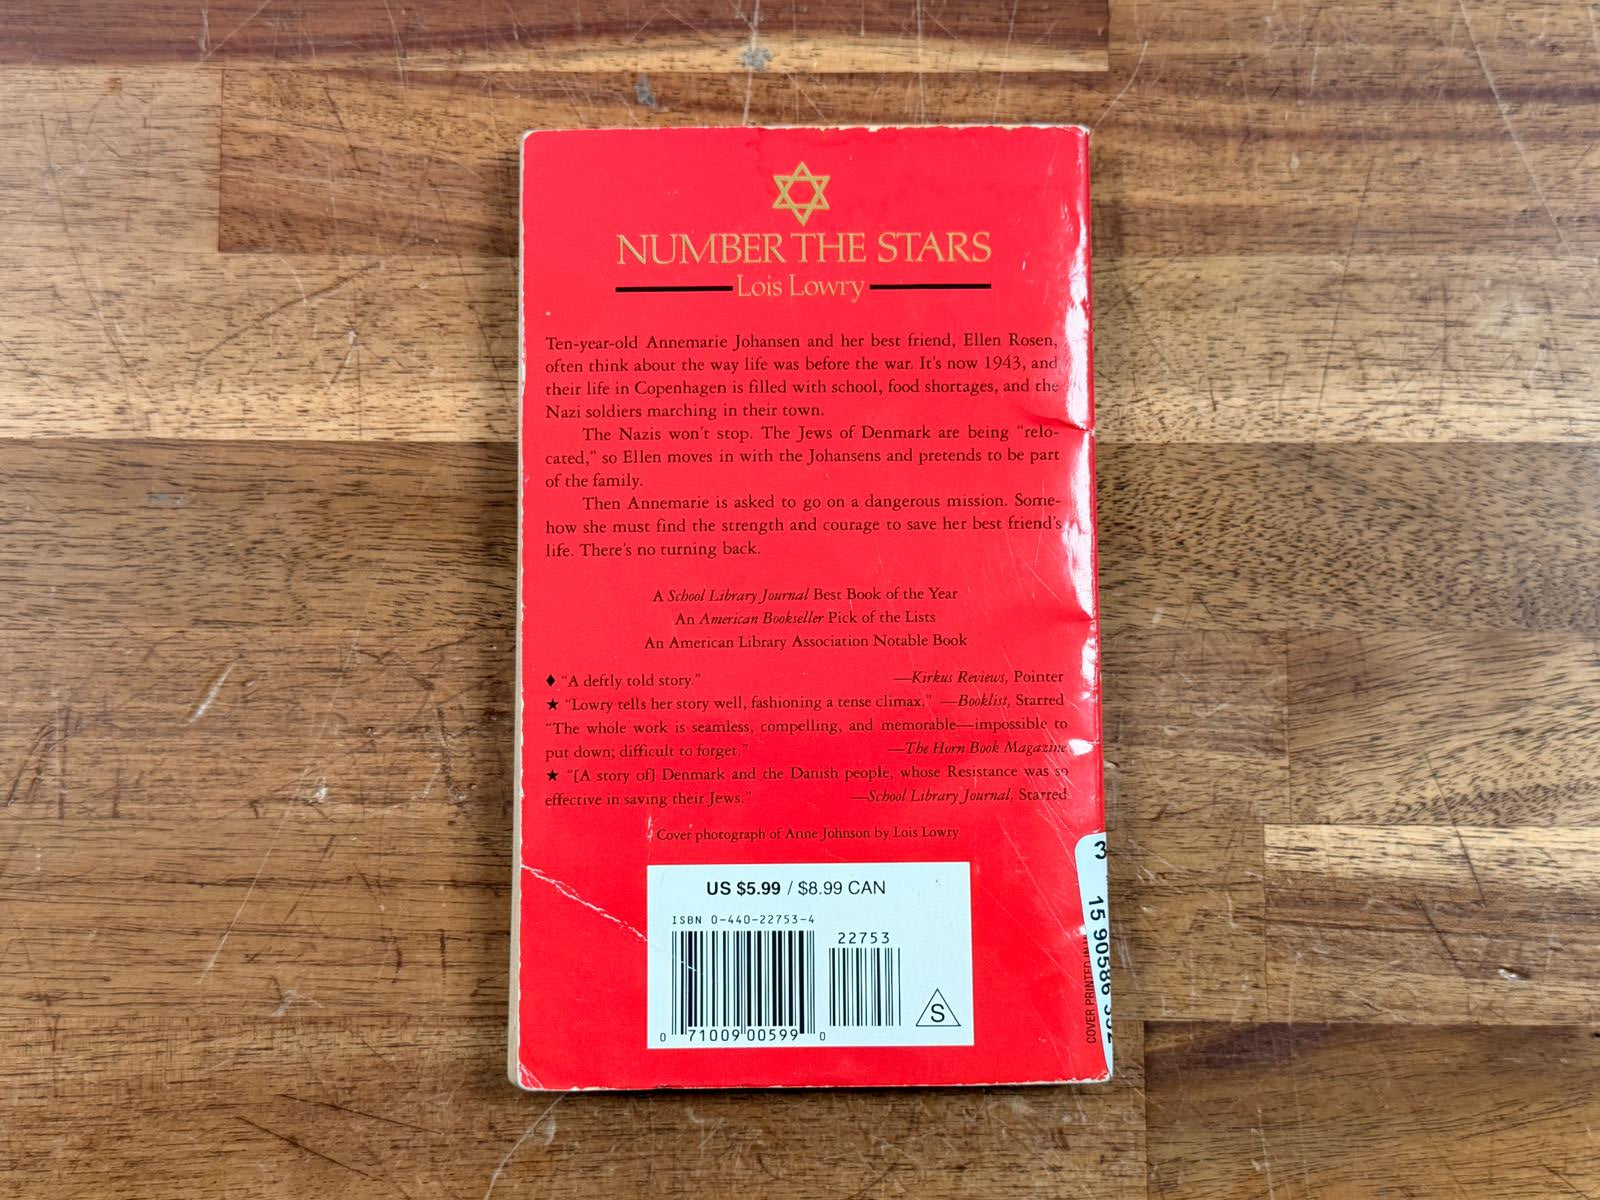 NUMBER THE STARS
Lois Lowry
Ten-year-old Annemarie Johansen and her best friend, Ellen Rosen,
often think about the way life was before the war. It's now 1943, and
their life in Copenhagen is filled with school, food shortages, and the
Nazi soldiers marching in their town.
The Nazis won't stop. The Jews of Denmark are being "relo-
cated," so Ellen moves in with the Johansens and pretends to be part
of the family.
Then Annemarie is asked to go on a dangerous mission. Some-
how she must find the strength and courage to save her best friend's
life. There's no turning back.
A School Library Journal Best Book of the Year
An American Bookseller Pick of the Lists
An American Library Association Notable Book
♦ "A deftly told story." —Kirkus Reviews, Pointer
★ "Lowry tells her story well, fashioning a tense climax." —Booklist, Starred
"The whole work is seamless, compelling, and memorable—impossible to
put down; difficult to forget." —The Horn Book Magazine
★ "[A story of] Denmark and the Danish people, whose Resistance was so
effective in saving their Jews." —School Library Journal, Starred
Cover photograph of Anne Johnson by Lois Lowry
US $5.99 / $8.99 CAN
ISBN 0-440-22753-4
22753
0 71009 00599 0
S
3
15 90586
COVER PRINTED IN